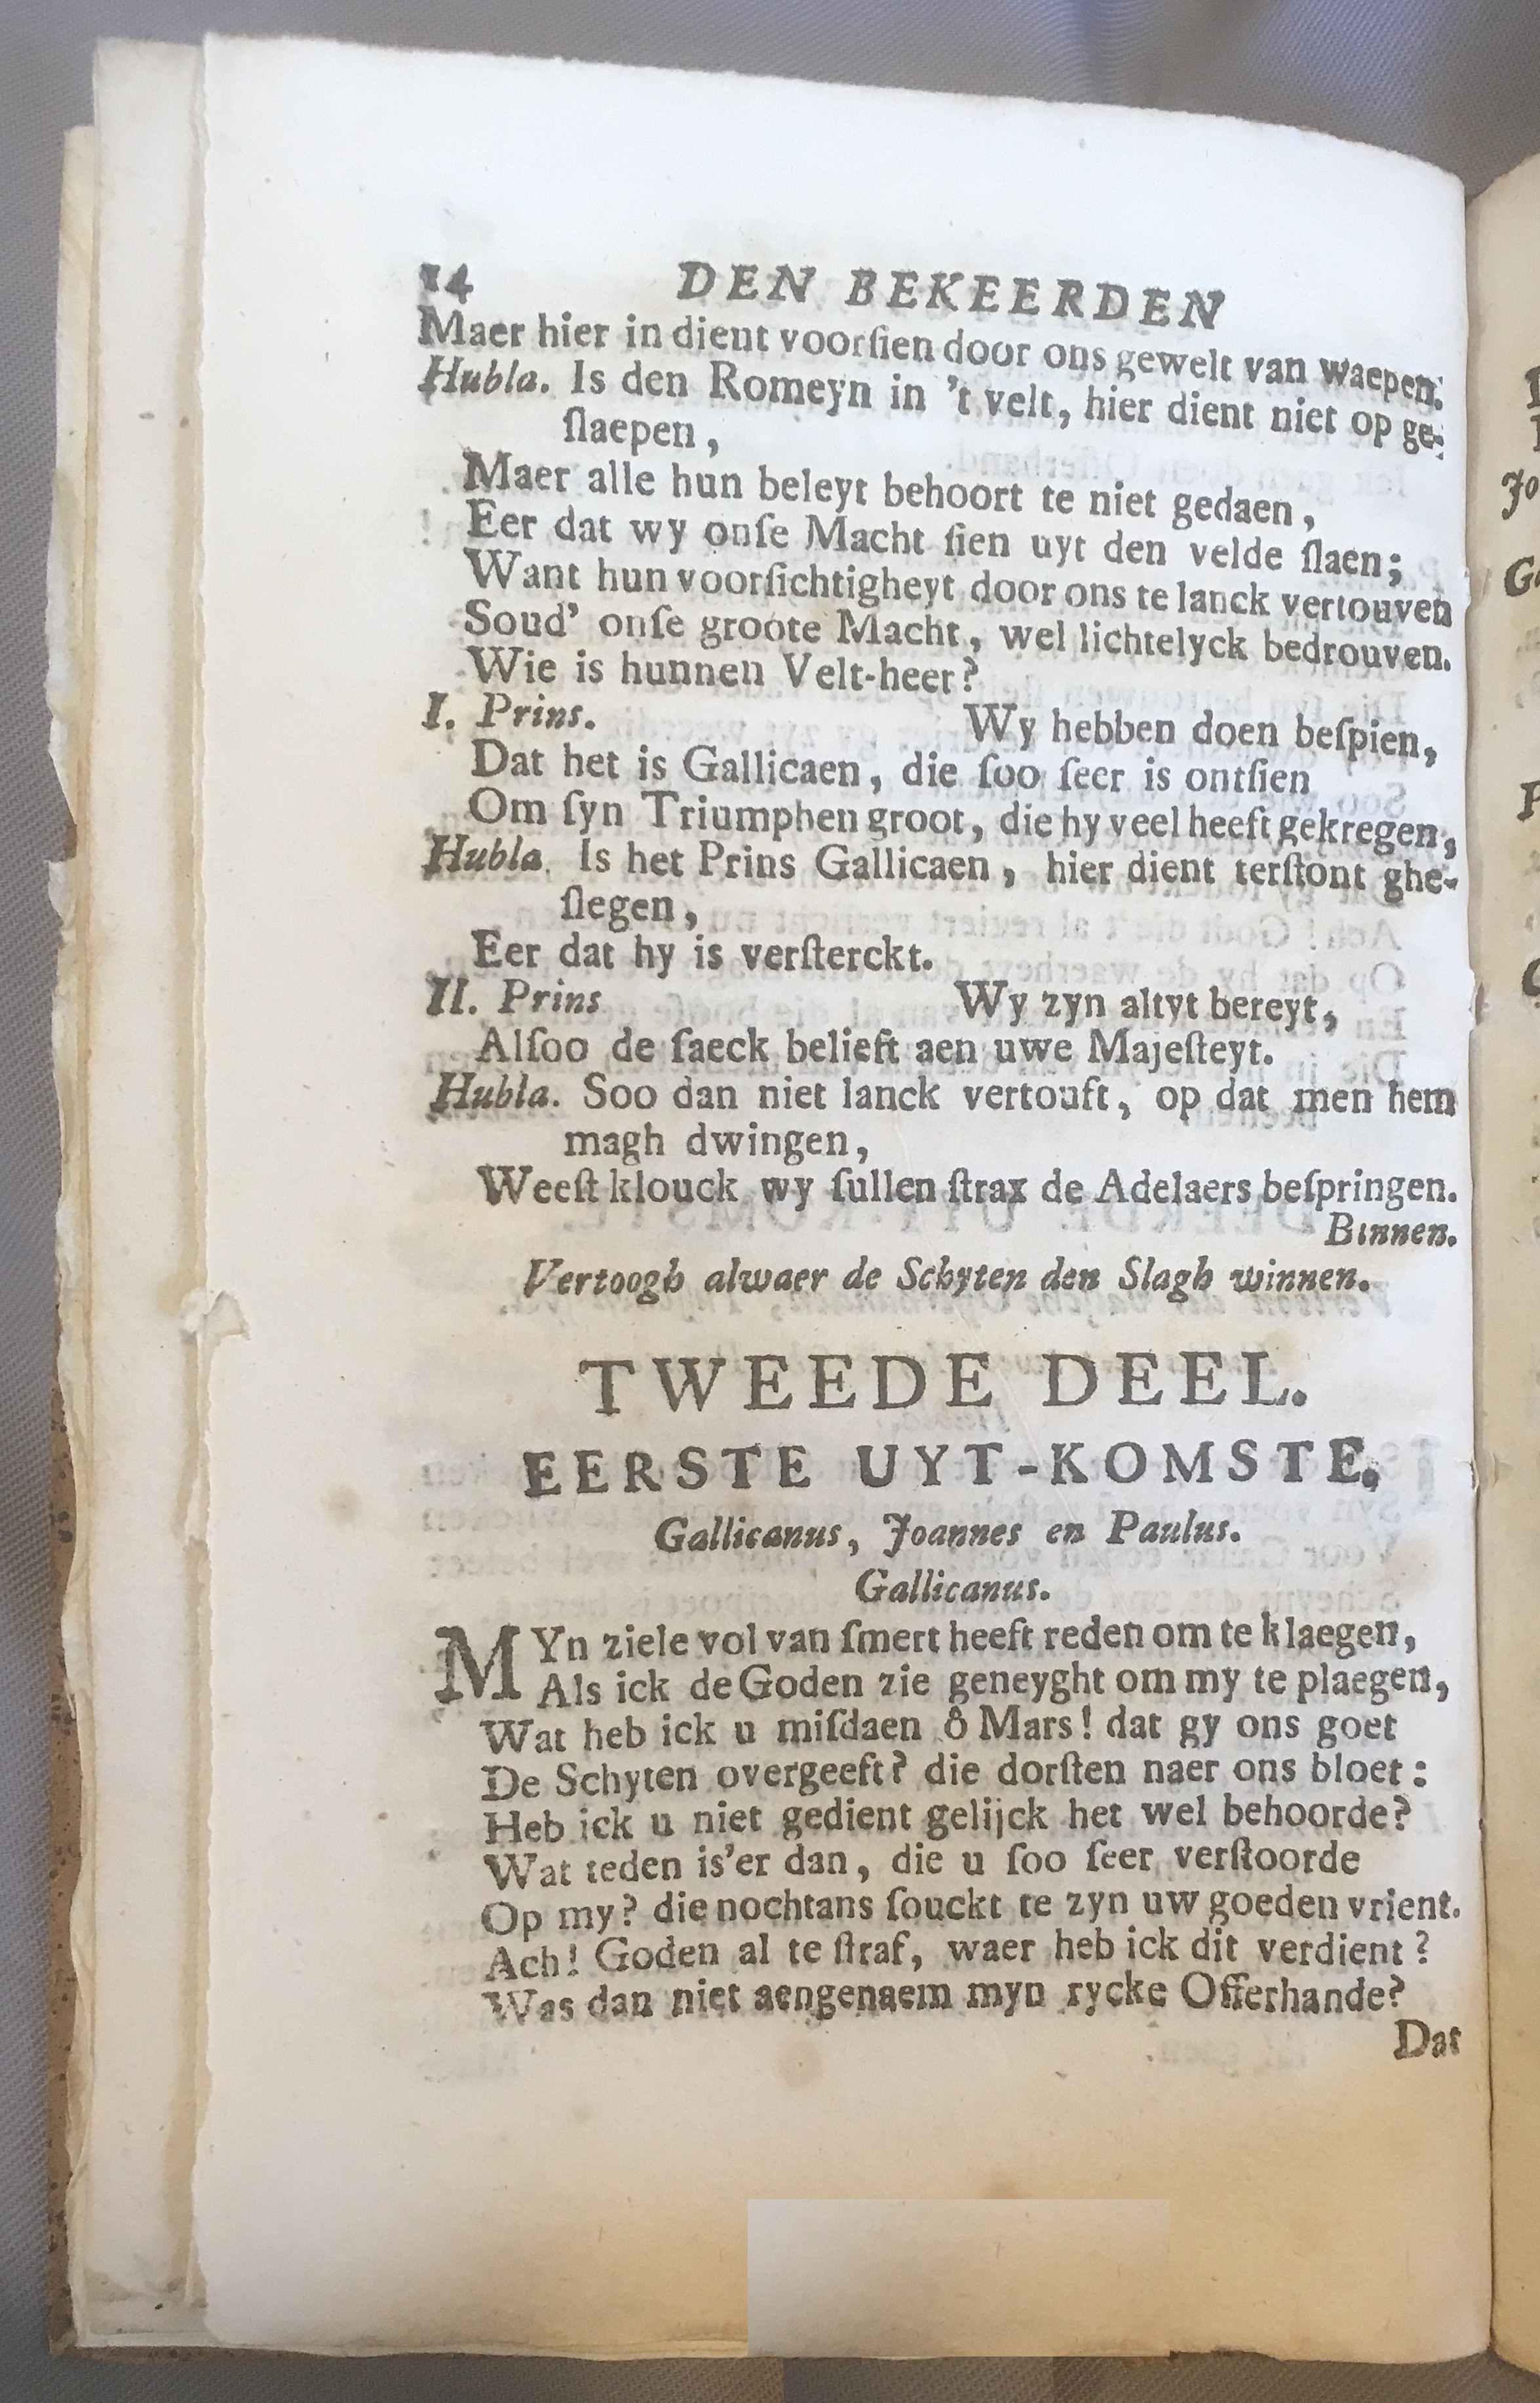 14 DEN BEKEERDEN
Maer hier in dient voorſien door ons gewelt van waepen.
Hubla. Is den Romeyn in 't velt, hier dient niet op ge-
ſlaepen,
Maer alle hun beleyt behoort te niet gedaen,
Eer dat wy onſe Macht ſien uyt den velde ſlaen;
Want hun voorſichtigheyt door ons te lanck vertouven
Soud' onſe groote Macht, wel lichtelyck bedrouven.
Wie is hunnen Velt-heer?
I. Prins. Wy hebben doen beſpien,
Dat het is Gallicaen, die ſoo ſeer is ontſien
Om ſyn Triumphen groot, die hy veel heeft gekregen,
Hubla. Is het Prins Gallicaen, hier dient terſtont ghe-
ſlegen,
Eer dat hy is verſterckt.
II. Prins Wy zyn altyt bereyt,
Alſoo de ſaeck belieft aen uwe Majeſteyt.
Hubla. Soo dan niet lanck vertouft, op dat men hem
magh dwingen,
Weeſt klouck wy ſullen ſtrax de Adelaers beſpringen.
Binnen.
Vertoogh alwaer de Schyten den Slagh winnen.
TWEEDE DEEL.
EERSTE UYT-KOMSTE.
Gallicanus, Joannes en Paulus.
Gallicanus.
MYn ziele vol van ſmert heeft reden om te klaegen,
Als ick de Goden zie geneyght om my te plaegen,
Wat heb ick u miſdaen ô Mars! dat gy ons goet
De Schyten overgeeft? die dorſten naer ons bloet:
Heb ick u niet gedient gelijck het wel behoorde?
Wat teden is'er dan, die u ſoo ſeer verſtoorde
Op my? die nochtans ſouckt te zyn uw goeden vrient.
Ach! Goden al te ſtraf, waer heb ick dit verdient?
Was dan niet aengenaem myn rycke Offerhande?
Dat